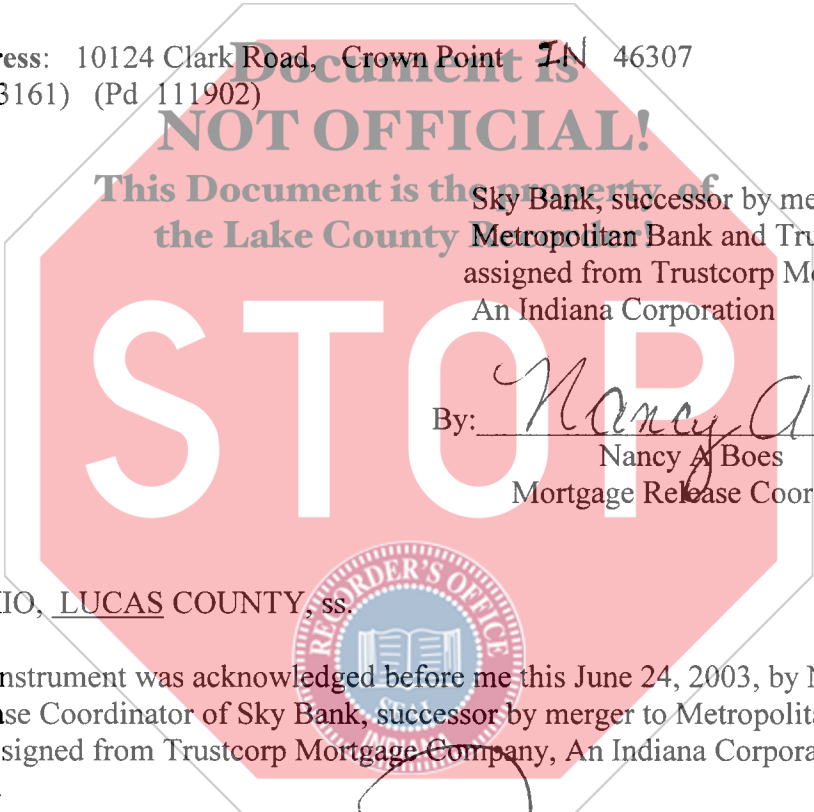 ress: 10124 Clark Road, Crown Point IN 46307
3161) (Pd 111902)
Document is
NOT OFFICIAL!
This Document is the property of
the Lake County Recorder!
Sky Bank, successor by me
Metropolitan Bank and Tru
assigned from Trustcorp Mo
An Indiana Corporation
STOP
By: Nancy A
Nancy A Boes
Mortgage Release Coor
IO, LUCAS COUNTY, ss.
RECORDER'S OFFICE
SEAL
INDIANA
nstrument was acknowledged before me this June 24, 2003, by N
ase Coordinator of Sky Bank, successor by merger to Metropolita
signed from Trustcorp Mortgage Company, An Indiana Corpora